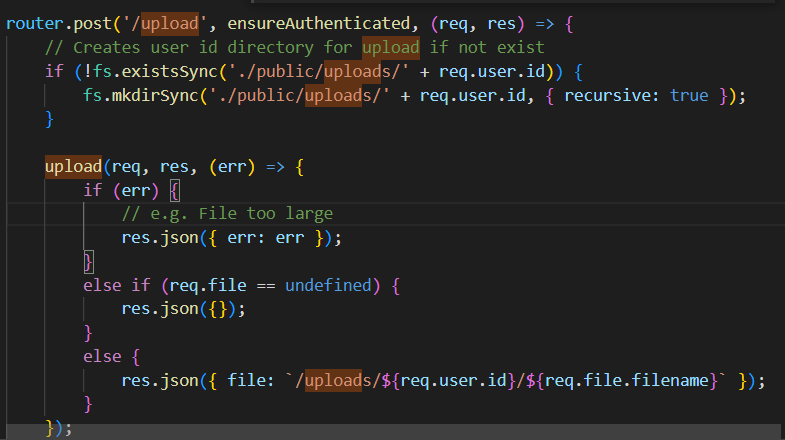 router.post('/upload', ensureAuthenticated, (req, res) => {
    // Creates user id directory for upload if not exist
    if (!fs.existsSync('./public/uploads/' + req.user.id)) {
        fs.mkdirSync('./public/uploads/' + req.user.id, { recursive: true });
    }

    upload(req, res, (err) => {
        if (err) {
            // e.g. File too large
            res.json({ err: err });
        }
        else if (req.file == undefined) {
            res.json({});
        }
        else {
            res.json({ file: `/uploads/${req.user.id}/${req.file.filename}` });
        }
    });